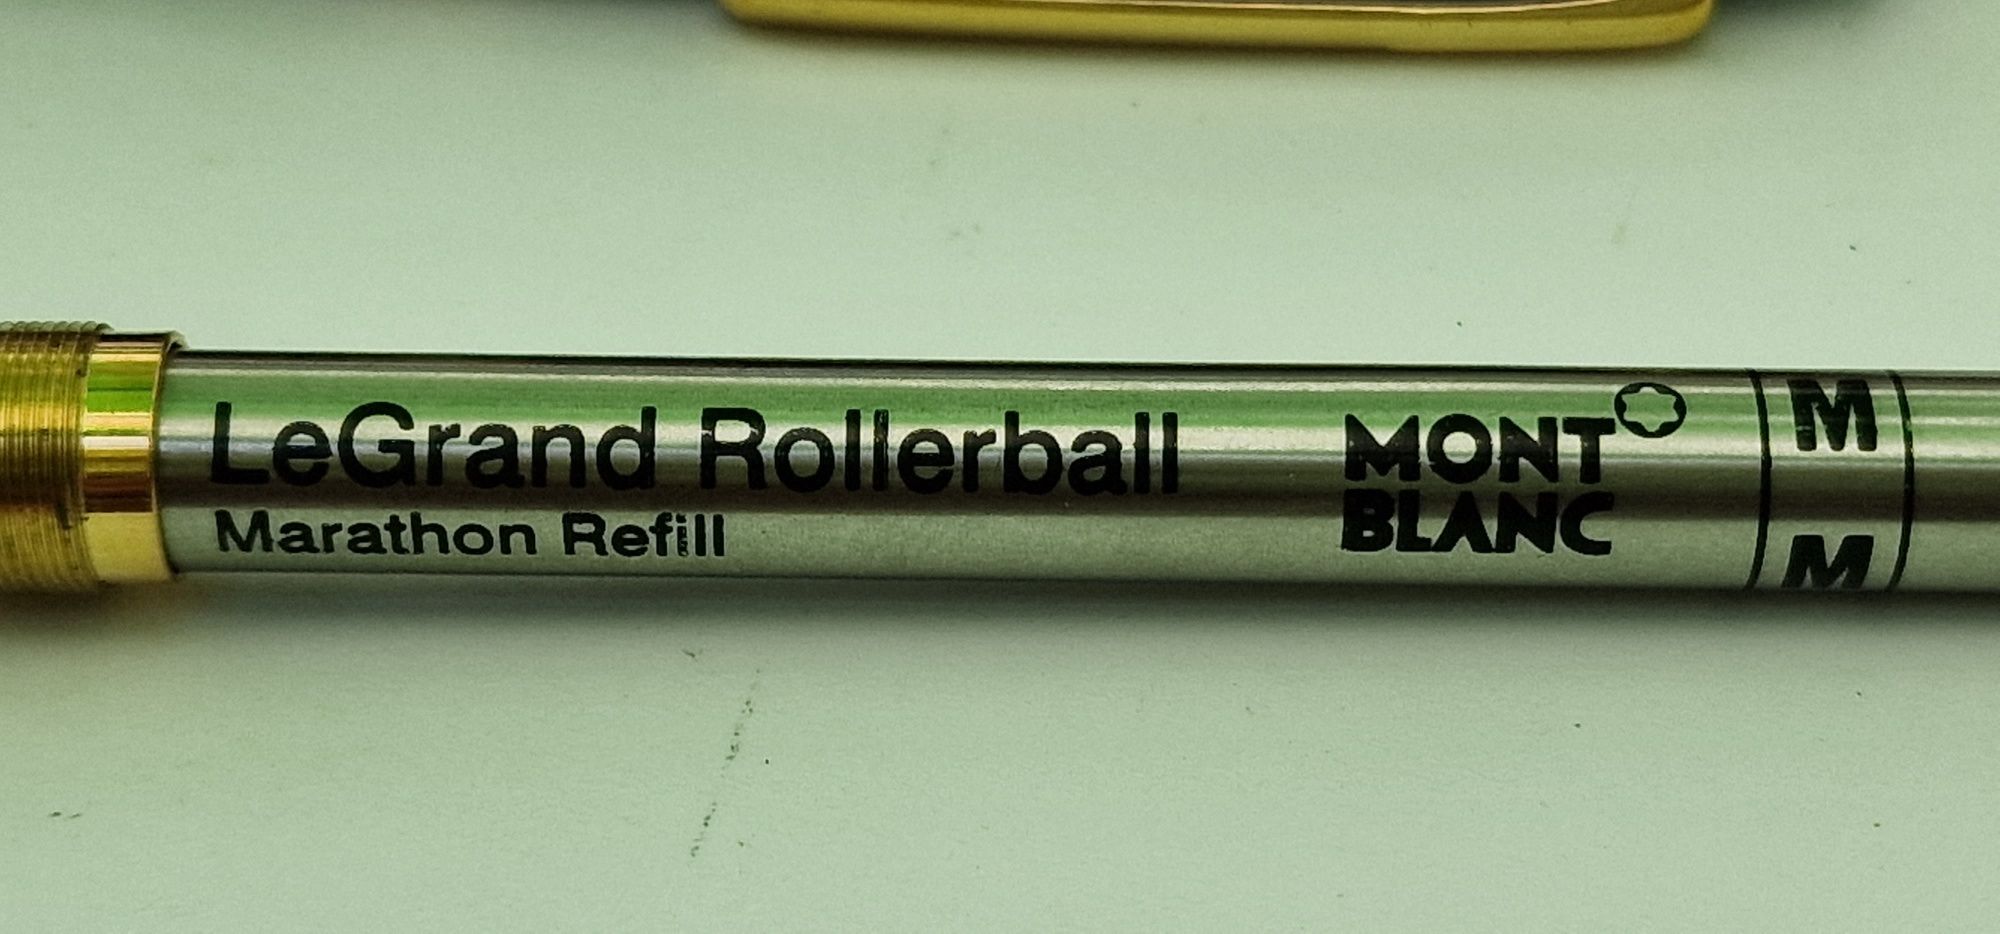 LeGrand Rollerball
Marathon Refill
MONT
BLANC
M
M